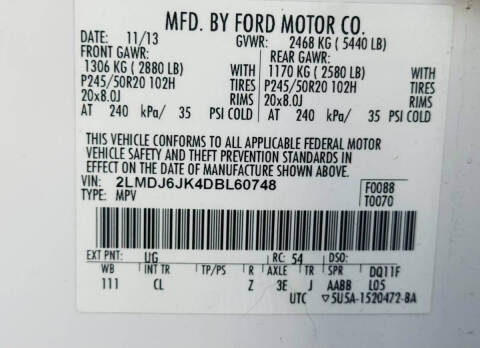 MFD. BY FORD MOTOR CO.
DATE: 11/13 GVWR: 2468 KG ( 5440 LB)
FRONT GAWR: REAR GAWR:
1306 KG ( 2880 LB) WITH 1170 KG ( 2580 LB) WITH
P245/50R20 102H TIRES P245/50R20 102H TIRES
20x8.0J RIMS 20x8.0J RIMS
AT 240 kPa/ 35 PSI COLD AT 240 kPa/ 35 PSI COLD
THIS VEHICLE CONFORMS TO ALL APPLICABLE FEDERAL MOTOR
VEHICLE SAFETY AND THEFT PREVENTION STANDARDS IN
EFFECT ON THE DATE OF MANUFACTURE SHOWN ABOVE.
VIN: 2LMDJ6JK4DBL60748 F0088
TYPE: MPV T0070
EXT PNT: UG RC: 54 DSO:
WB INT TR TP/PS R AXLE TR SPR DQ11F
111 CL Z 3E J AABB L05
UTC ▽5U5A-1520472-BA